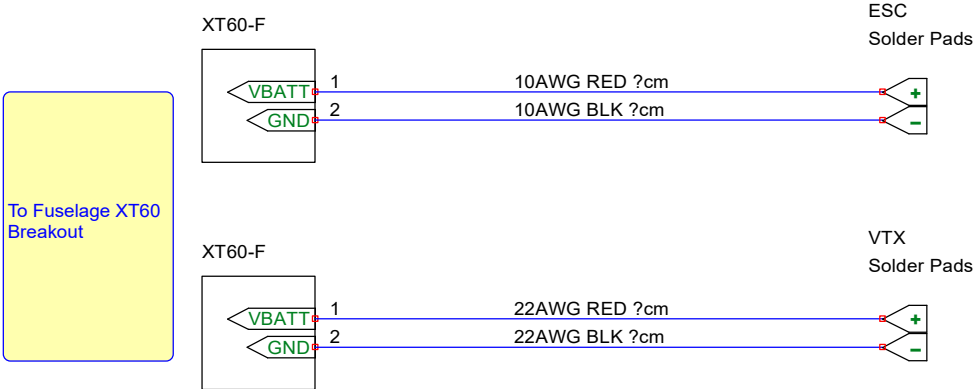 ESC
XT60-F
Solder Pads
VBATT 1 10AWG RED ?cm +
GND 2 10AWG BLK ?cm −
To Fuselage XT60
Breakout
VTX
XT60-F
Solder Pads
VBATT 1 22AWG RED ?cm +
GND 2 22AWG BLK ?cm −